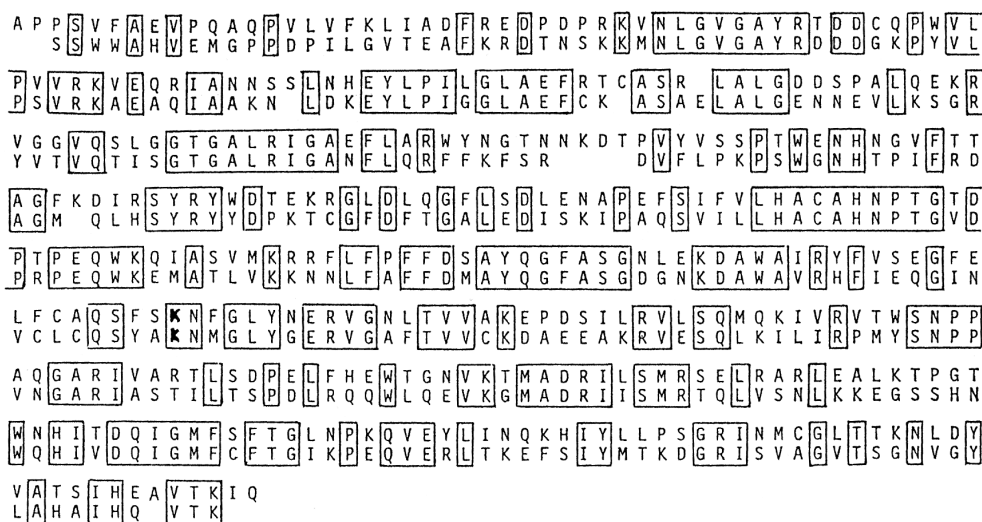 A P P S V F A E V P Q A Q P V L V F K L I A D F R E D P D P R K V N L G V G A Y R T D D C Q P W V L
S S W W A H V E M G P P D P I L G V T E A F K R D T N S K K M N L G V G A Y R D D D G K P Y V L
P V V R K V E Q R I A N N S S L N H E Y L P I L G L A E F R T C A S R L A L G D D S P A L Q E K R
P S V R K A E A Q I A A K N L D K E Y L P I G G L A E F C K A S A E L A L G E N N E V L K S G R
V G G V Q S L G G T G A L R I G A E F L A R W Y N G T N N K D T P V Y V S S P T W E N H N G V F T T
Y V T V Q T I S G T G A L R I G A N F L Q R F F K F S R D V F L P K P S W G N H T P I F R D
A G F K D I R S Y R Y W D T E K R G L D L Q G F L S D L E N A P E F S I F V L H A C A H N P T G T D
A G M Q L H S Y R Y Y D P K T C G F D F T G A L E D I S K I P A Q S V I L L H A C A H N P T G V D
P T P E Q W K Q I A S V M K R R F L F P F F D S A Y Q G F A S G N L E K D A W A I R Y F V S E G F E
P R P E Q W K E M A T L V K K N N L F A F F D M A Y Q G F A S G D G N K D A W A V R H F I E Q G I N
L F C A Q S F S K N F G L Y N E R V G N L T V V A K E P D S I L R V L S Q M Q K I V R V T W S N P P
V C L C Q S Y A K N M G L Y G E R V G A F T V V C K D A E E A K R V E S Q L K I L I R P M Y S N P P
A Q G A R I V A R T L S D P E L F H E W T G N V K T M A D R I L S M R S E L R A R L E A L K T P G T
V N G A R I A S T I L T S P D L R Q Q W L Q E V K G M A D R I I S M R T Q L V S N L K K E G S S H N
W N H I T D Q I G M F S F T G L N P K Q V E Y L I N Q K H I Y L L P S G R I N M C G L T T K N L D Y
W Q H I V D Q I G M F C F T G I K P E Q V E R L T K E F S I Y M T K D G R I S V A G V T S G N V G Y
V A T S I H E A V T K I Q
L A H A I H Q V T K